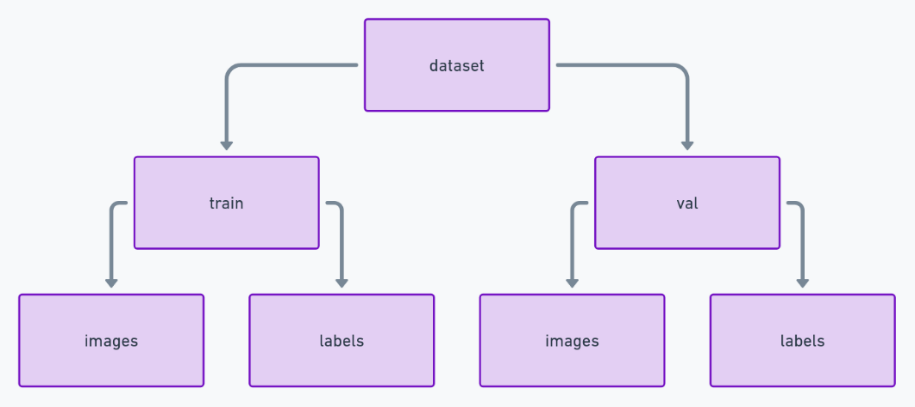 dataset
train
val
images
labels
images
labels